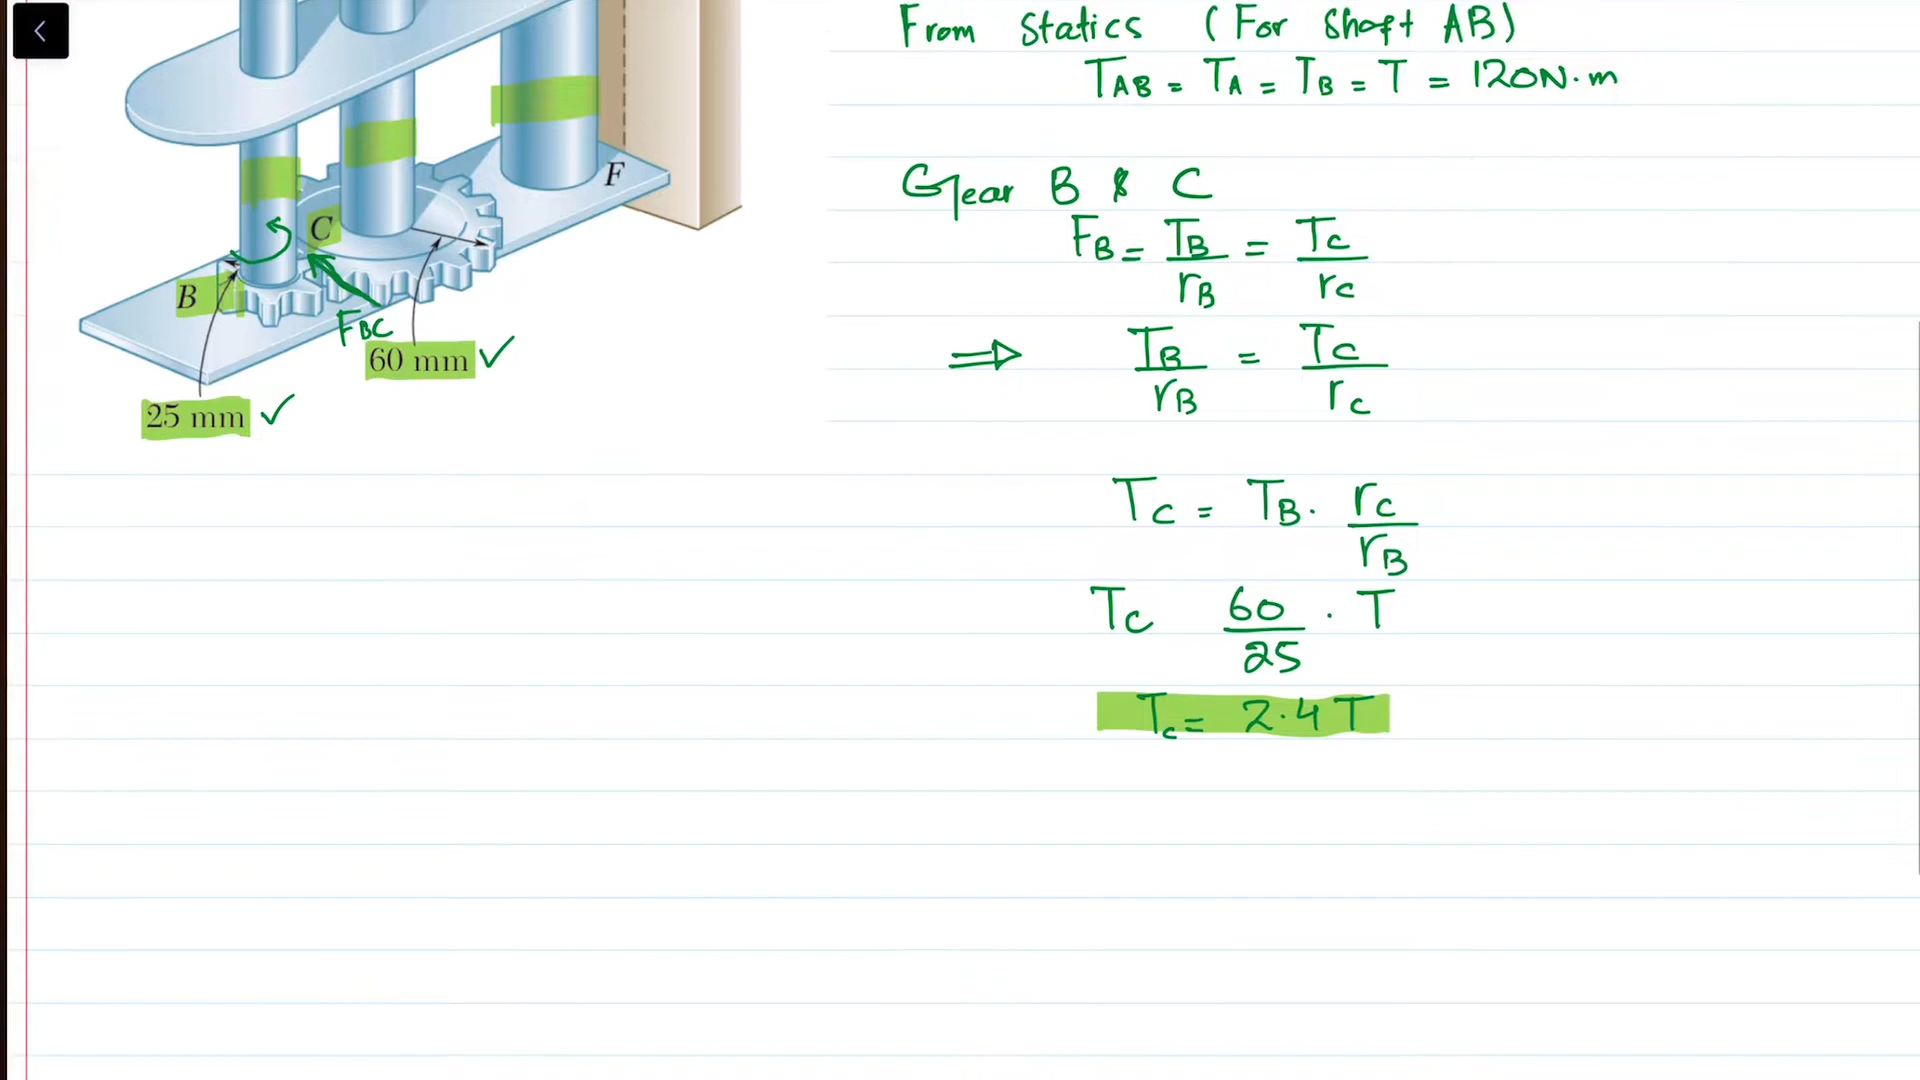 From Statics (For Shaft AB)
TAB = TA = TB = T = 120N.m
Gear B & C
FB = TB/rB = TC/rC
⇒ TB/rB = TC/rC
TC = TB . rC/rB
TC 60/25 . T
Tc = 2.4 T
F
C
B
FBC
60 mm ✓
25 mm ✓